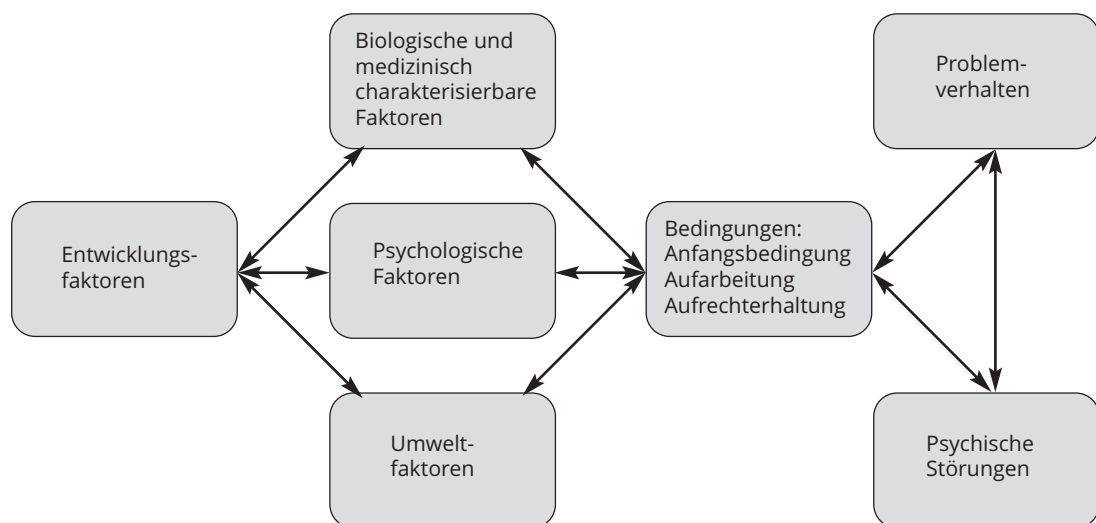 Biologische und
medizinisch
charakterisierbare
Faktoren
Problem-
verhalten
Entwicklungs-
faktoren
Psychologische
Faktoren
Bedingungen:
Anfangsbedingung
Aufarbeitung
Aufrechterhaltung
Umwelt-
faktoren
Psychische
Störungen